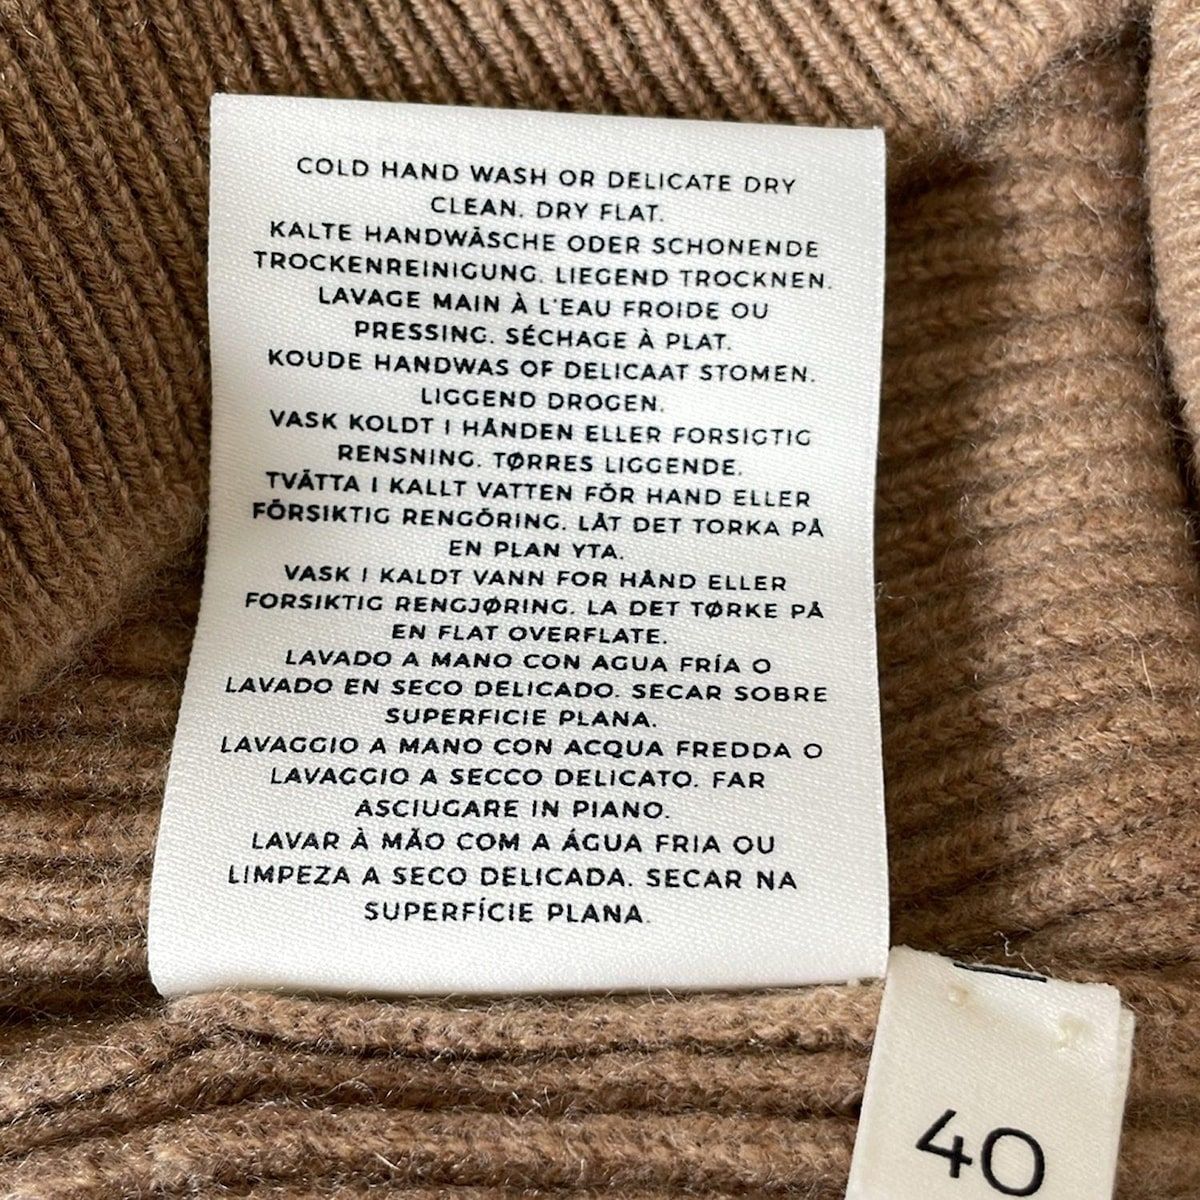 COLD HAND WASH OR DELICATE DRY
CLEAN. DRY FLAT.
KALTE HANDWÄSCHE ODER SCHONENDE
TROCKENREINIGUNG. LIEGEND TROCKNEN.
LAVAGE MAIN À L'EAU FROIDE OU
PRESSING. SÉCHAGE À PLAT.
KOUDE HANDWAS OF DELICAAT STOMEN.
LIGGEND DROGEN.
VASK KOLDT I HÅNDEN ELLER FORSIGTIG
RENSNING. TØRRES LIGGENDE.
TVÄTTA I KALLT VATTEN FÖR HAND ELLER
FÖRSIKTIG RENGÖRING. LÅT DET TORKA PÅ
EN PLAN YTA.
VASK I KALDT VANN FOR HÅND ELLER
FORSIKTIG RENGJØRING. LA DET TØRKE PÅ
EN FLAT OVERFLATE.
LAVADO A MANO CON AGUA FRÍA O
LAVADO EN SECO DELICADO. SECAR SOBRE
SUPERFICIE PLANA.
LAVAGGIO A MANO CON ACQUA FREDDA O
LAVAGGIO A SECCO DELICATO. FAR
ASCIUGARE IN PIANO.
LAVAR À MÃO COM A ÁGUA FRIA OU
LIMPEZA A SECO DELICADA. SECAR NA
SUPERFÍCIE PLANA.
40